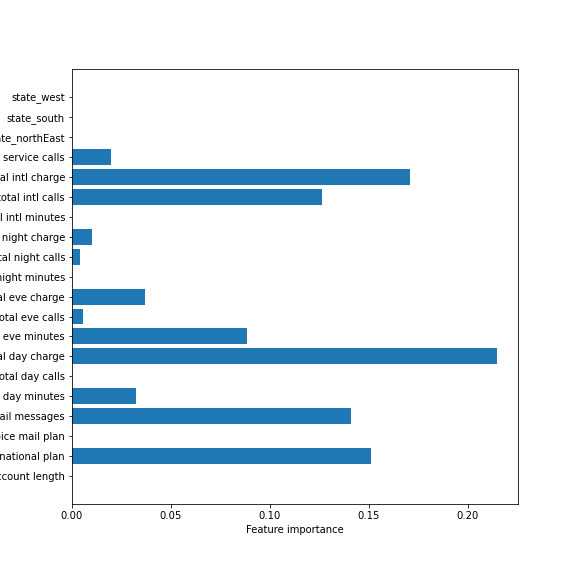 state_west
state_south
ate_northEast
service calls
al intl charge
total intl calls
l intl minutes
night charge
tal night calls
night minutes
al eve charge
otal eve calls
eve minutes
al day charge
otal day calls
day minutes
ail messages
ice mail plan
national plan
ccount length
0.00 0.05 0.10 0.15 0.20
Feature importance